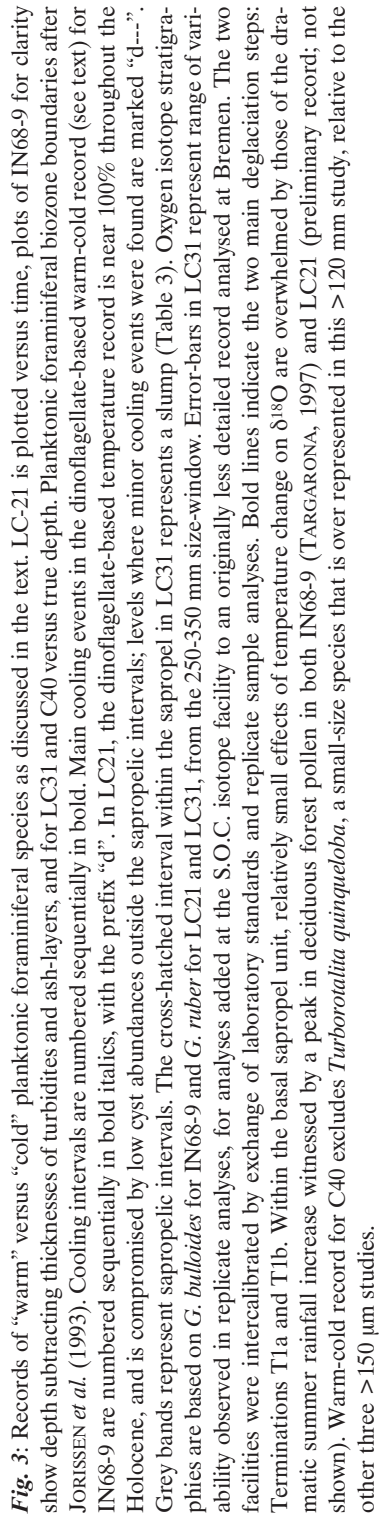 Fig. 3: Records of “warm” versus “cold” planktonic foraminiferal species as discussed in the text. LC-21 is plotted versus time, plots of IN68-9 for clarity
show depth subtracting thicknesses of turbidites and ash-layers, and for LC31 and C40 versus true depth. Planktonic foraminiferal biozone boundaries after
JORISSEN et al. (1993). Cooling intervals are numbered sequentially in bold. Main cooling events in the dinoflagellate-based warm-cold record (see text) for
IN68-9 are numbered sequentially in bold italics, with the prefix “d”. In LC21, the dinoflagellate-based temperature record is near 100% throughout the
Holocene, and is compromised by low cyst abundances outside the sapropelic intervals; levels where minor cooling events were found are marked “d---”.
Grey bands represent sapropelic intervals. The cross-hatched interval within the sapropel in LC31 represents a slump (Table 3). Oxygen isotope stratigra-
phies are based on G. bulloides for IN68-9 and G. ruber for LC21 and LC31, from the 250-350 mm size-window. Error-bars in LC31 represent range of vari-
ability observed in replicate analyses, for analyses added at the S.O.C. isotope facility to an originally less detailed record analysed at Bremen. The two
facilities were intercalibrated by exchange of laboratory standards and replicate sample analyses. Bold lines indicate the two main deglaciation steps:
Terminations T1a and T1b. Within the basal sapropel unit, relatively small effects of temperature change on δ18O are overwhelmed by those of the dra-
matic summer rainfall increase witnessed by a peak in deciduous forest pollen in both IN68-9 (TARGARONA, 1997) and LC21 (preliminary record; not
shown). Warm-cold record for C40 excludes Turborotalita quinqueloba, a small-size species that is over represented in this >120 mm study, relative to the
other three >150 µm studies.